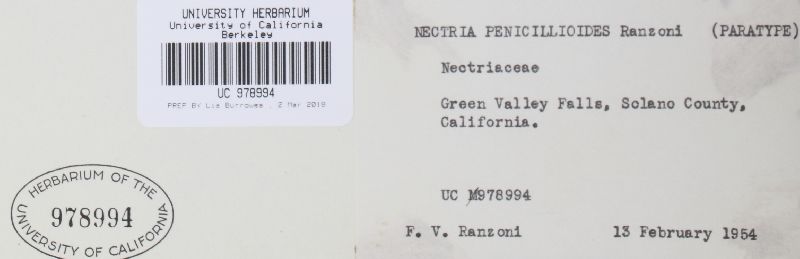 UNIVERSITY HERBARIUM
University of California
Berkeley
UC 978994
PREP BY Lia Burrowes , 2 Mar 2018
HERBARIUM OF THE
978994
UNIVERSITY OF CALIFORNIA
NECTRIA PENICILLIOIDES Ranzoni (PARATYPE)
Nectriaceae
Green Valley Falls, Solano County,
California.
UC M978994
F. V. Ranzoni 13 February 1954